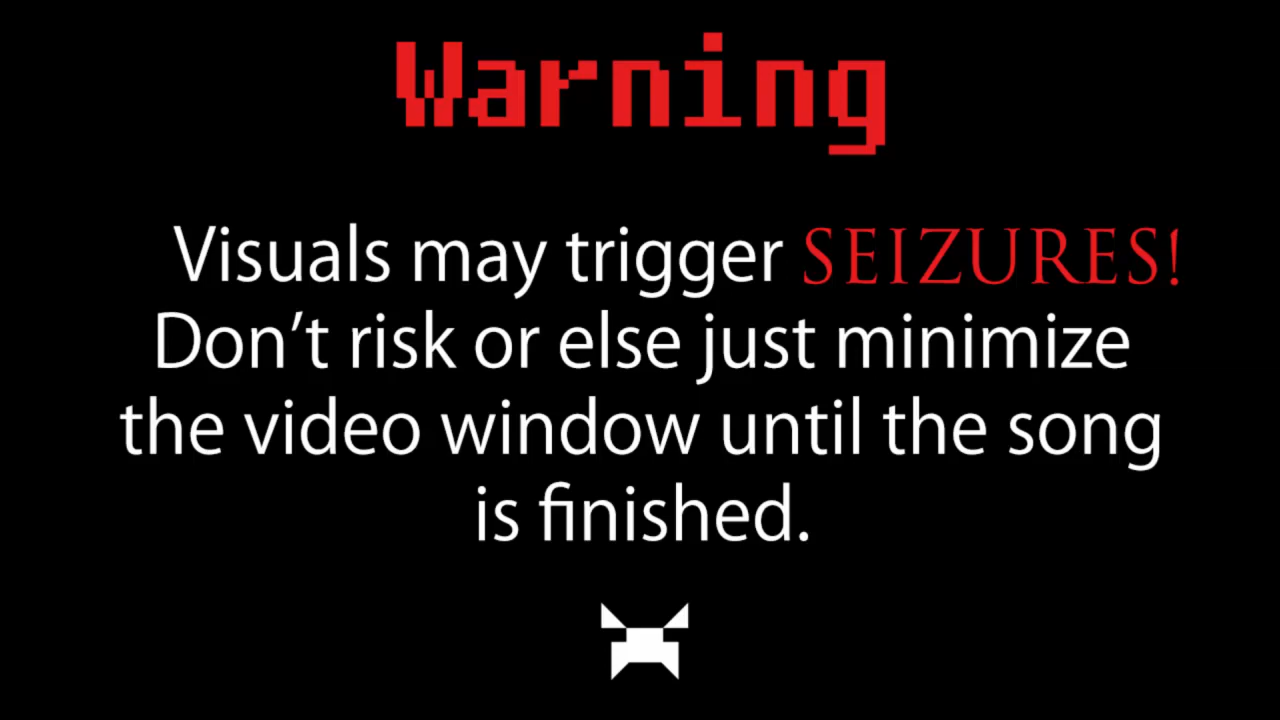 Warning
Visuals may trigger SEIZURES!
Don’t risk or else just minimize
the video window until the song
is finished.